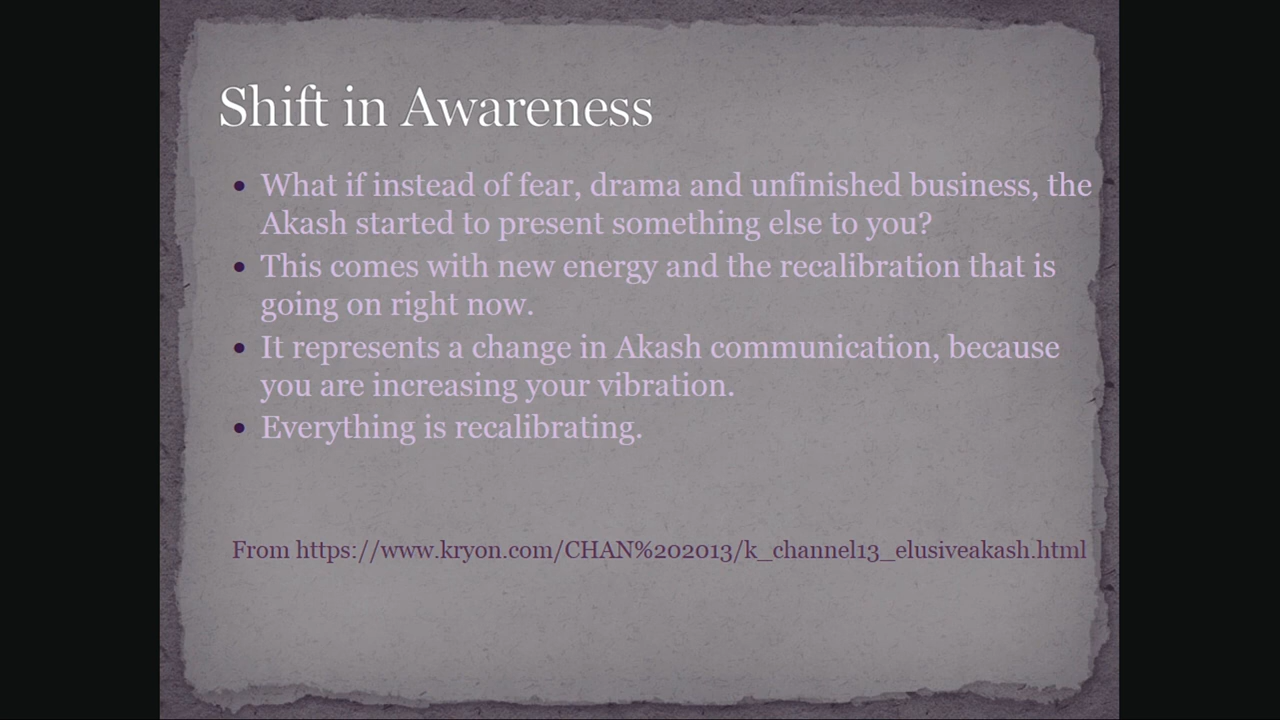 Shift in Awareness
• What if instead of fear, drama and unfinished business, the
Akash started to present something else to you?
• This comes with new energy and the recalibration that is
going on right now.
• It represents a change in Akash communication, because
you are increasing your vibration.
• Everything is recalibrating.
From https://www.kryon.com/CHAN%202013/k_channel13_elusiveakash.html